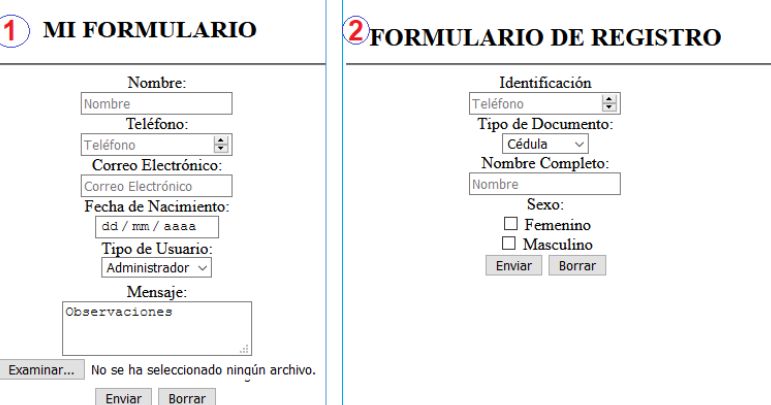 1
MI FORMULARIO
Nombre:
Nombre
Teléfono:
Teléfono
Correo Electrónico:
Correo Electrónico
Fecha de Nacimiento:
dd / mm / aaaa
Tipo de Usuario:
Administrador
Mensaje:
Observaciones
Examinar... No se ha seleccionado ningún archivo.
Enviar Borrar
2
FORMULARIO DE REGISTRO
Identificación
Teléfono
Tipo de Documento:
Cédula
Nombre Completo:
Nombre
Sexo:
Femenino
Masculino
Enviar Borrar